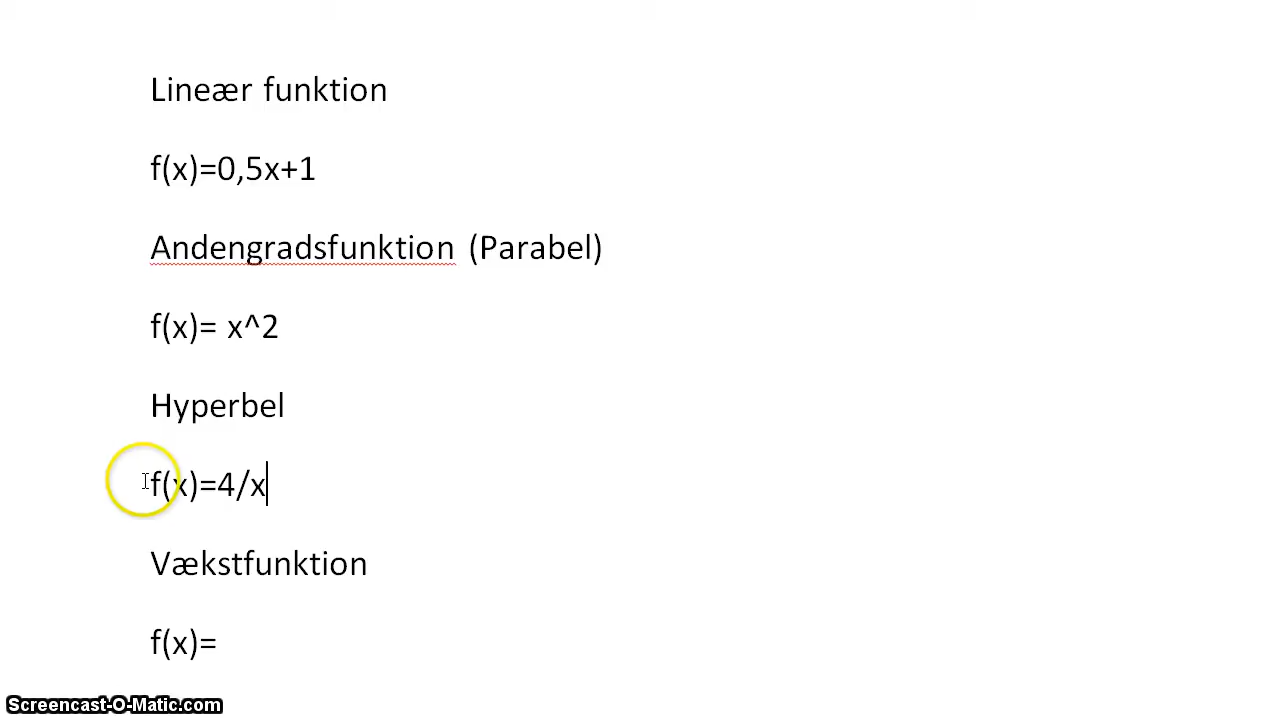 Lineær funktion
f(x)=0,5x+1
Andengradsfunktion (Parabel)
f(x)= x^2
Hyperbel
f(x)=4/x
Vækstfunktion
f(x)=
Screencast-O-Matic.com